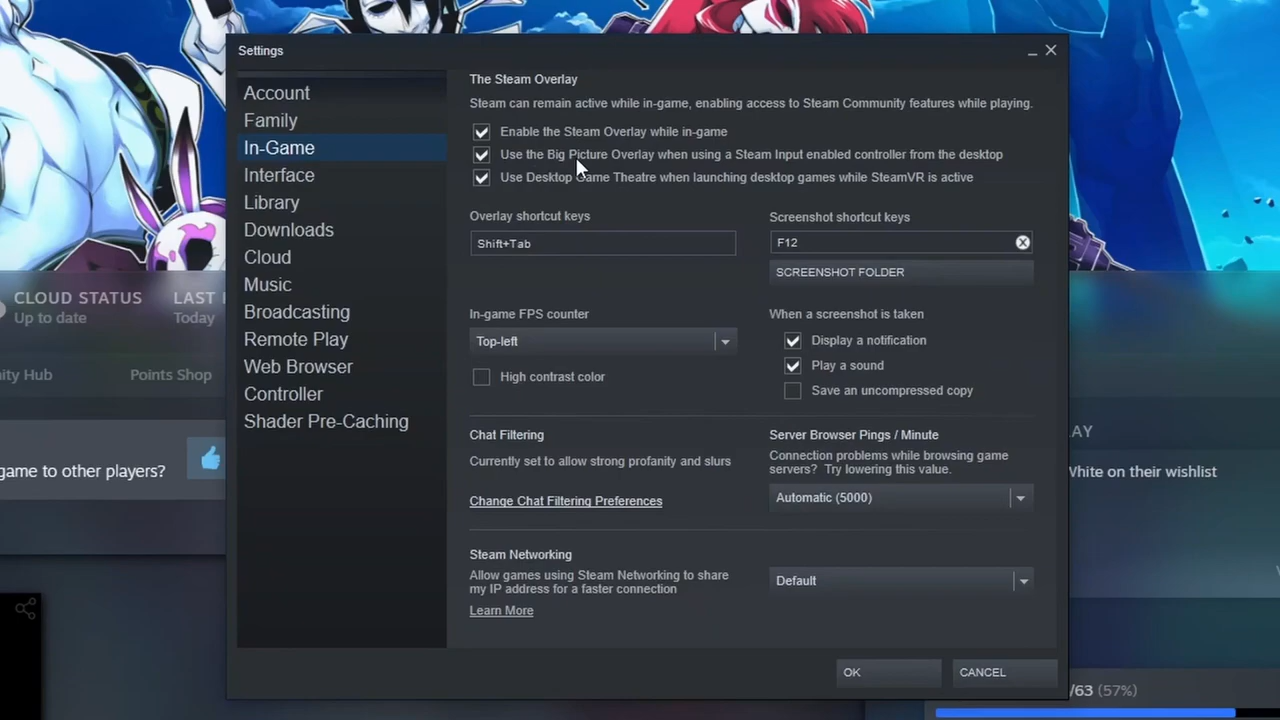 Settings
Account
Family
In-Game
Interface
Library
Downloads
Cloud
Music
Broadcasting
Remote Play
Web Browser
Controller
Shader Pre-Caching
The Steam Overlay
Steam can remain active while in-game, enabling access to Steam Community features while playing.
Enable the Steam Overlay while in-game
Use the Big Picture Overlay when using a Steam Input enabled controller from the desktop
Use Desktop Game Theatre when launching desktop games while SteamVR is active
Overlay shortcut keys
Shift+Tab
Screenshot shortcut keys
F12
SCREENSHOT FOLDER
In-game FPS counter
Top-left
High contrast color
When a screenshot is taken
Display a notification
Play a sound
Save an uncompressed copy
Chat Filtering
Currently set to allow strong profanity and slurs
Change Chat Filtering Preferences
Server Browser Pings / Minute
Connection problems while browsing game
servers? Try lowering this value.
Automatic (5000)
Steam Networking
Allow games using Steam Networking to share
my IP address for a faster connection
Learn More
Default
OK
CANCEL
CLOUD STATUS
Up to date
LAST
Today
Hub
Points Shop
game to other players?
AY
White on their wishlist
/63 (57%)